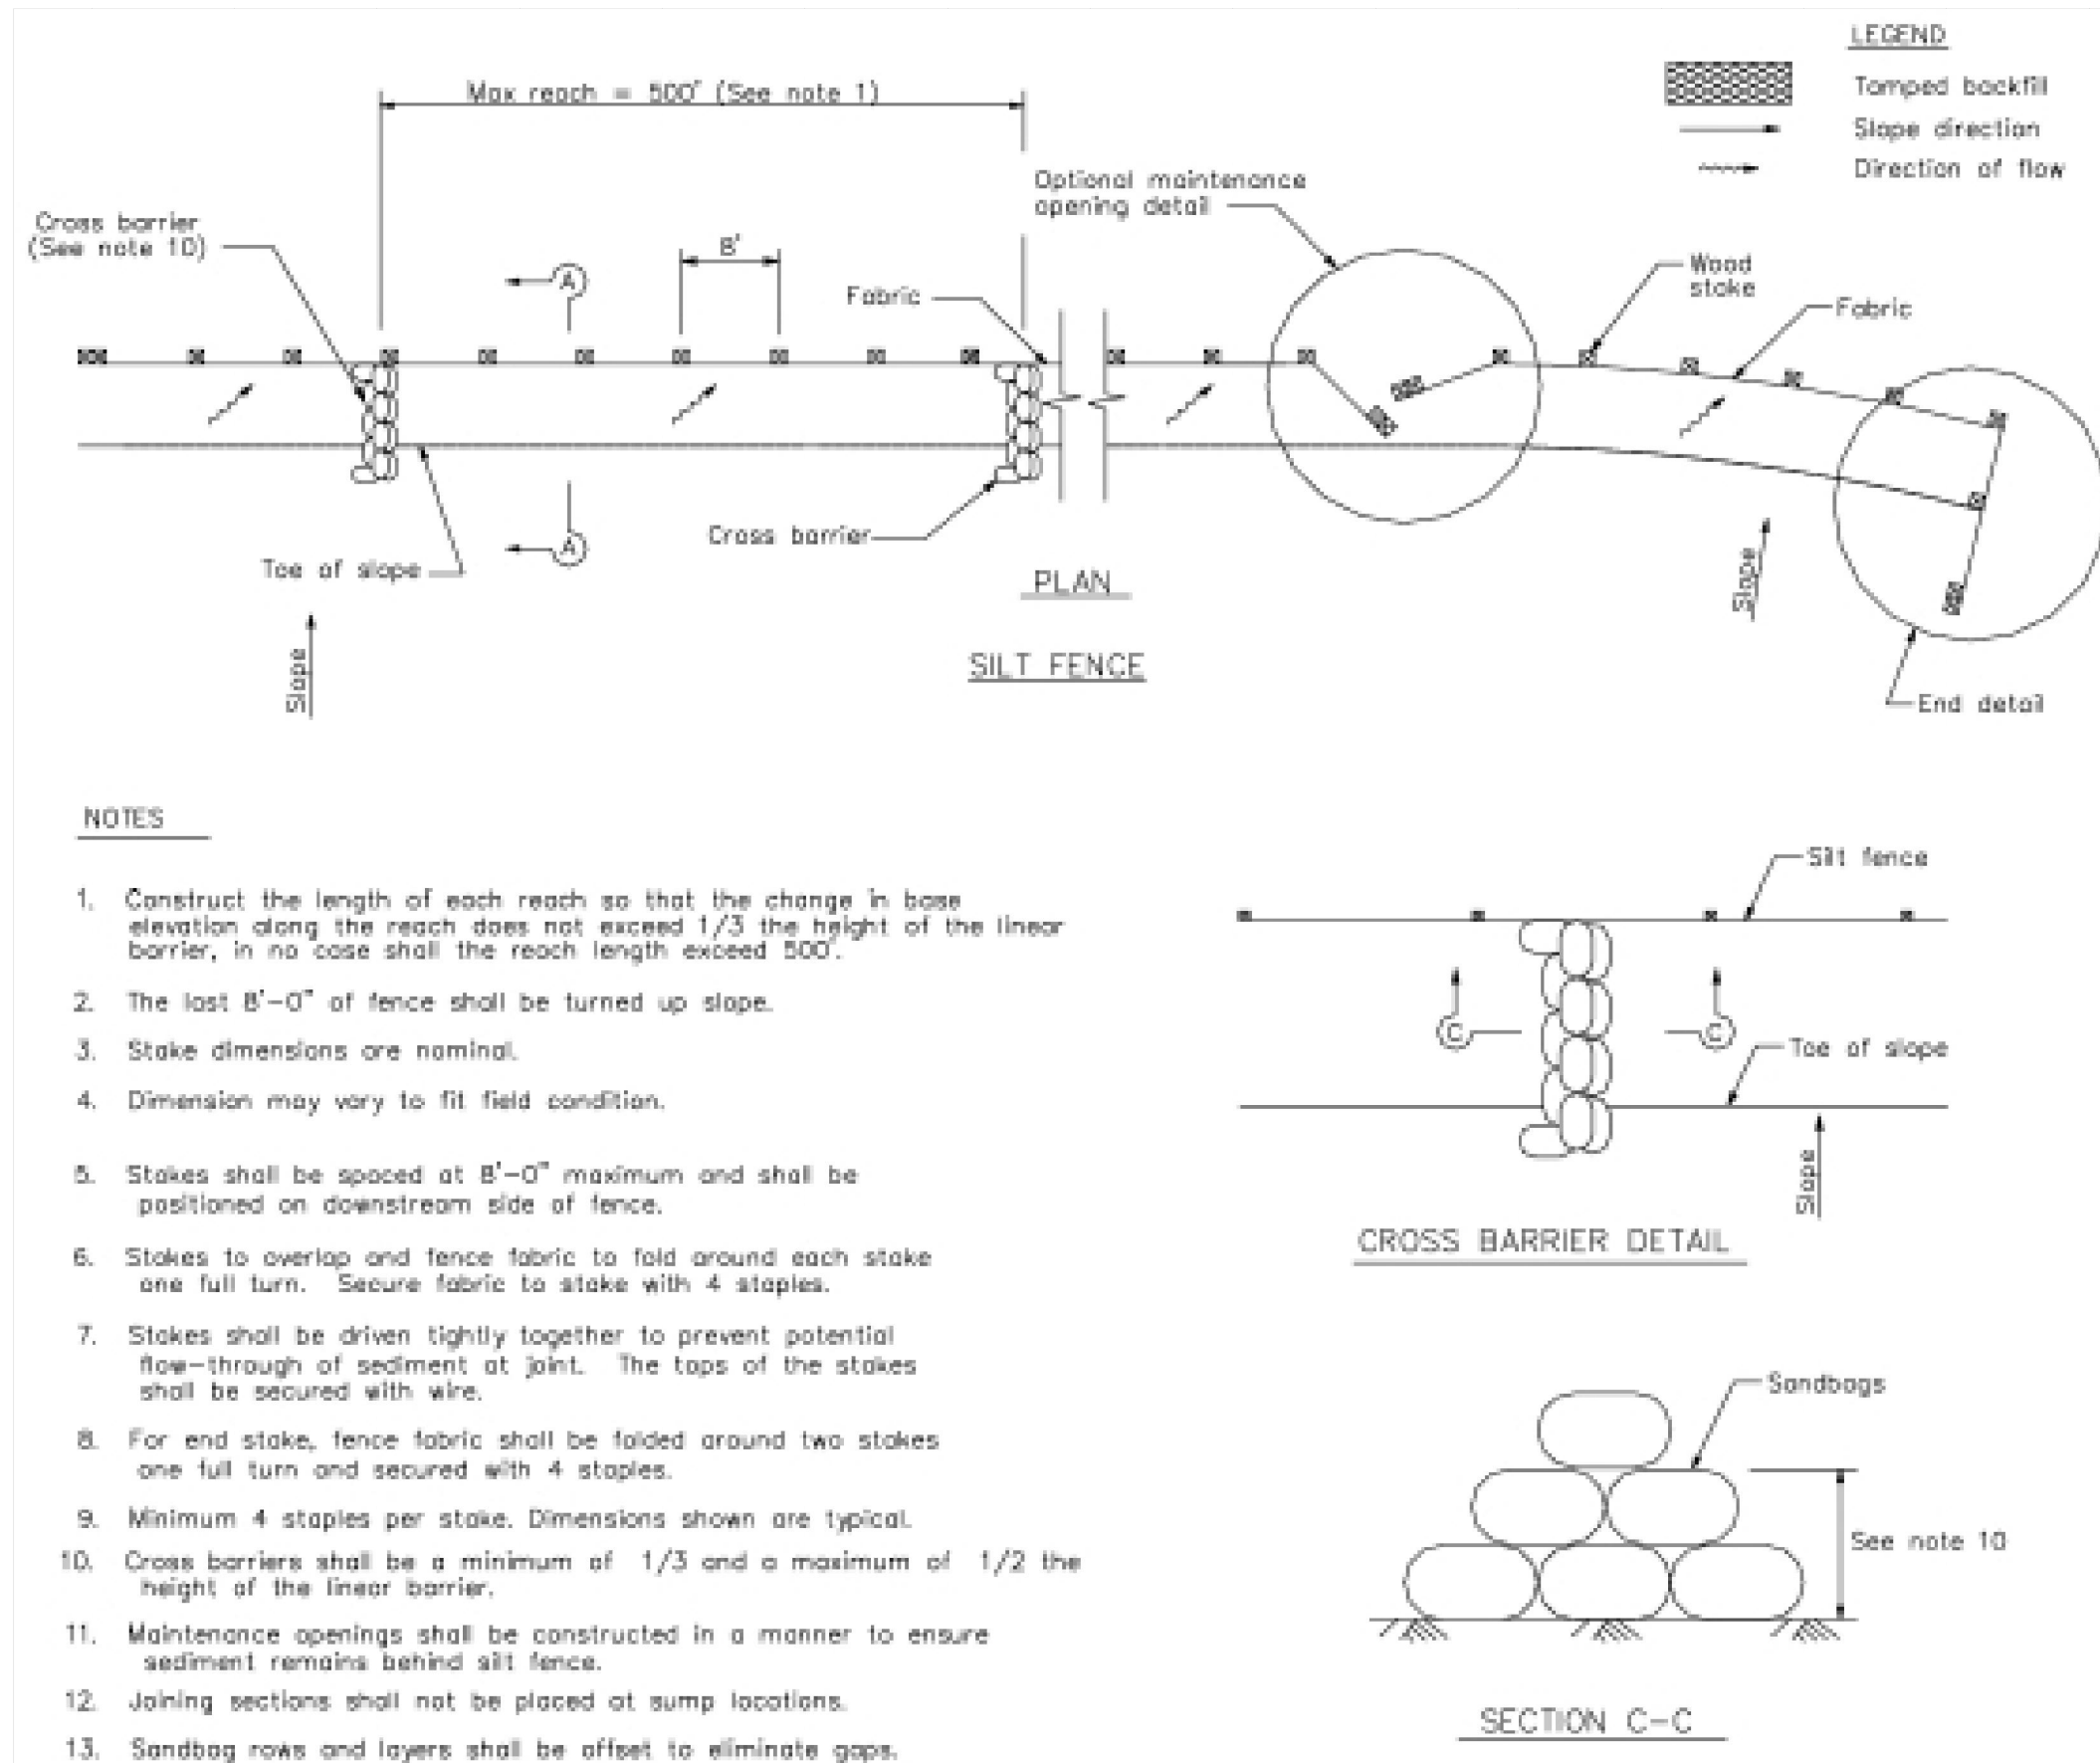 LEGEND
Tamped backfill
Slope direction
Direction of flow
Max reach = 500' (See note 1)
Optional maintenance
opening detail
Cross barrier
(See note 10)
8'
A
Fabric
Wood
stake
Fabric
Cross barrier
A
Toe of slope
PLAN
Slope
Slope
SILT FENCE
End detail
NOTES
1. Construct the length of each reach so that the change in base
elevation along the reach does not exceed 1/3 the height of the linear
barrier, in no case shall the reach length exceed 500'.
2. The last 8'-0" of fence shall be turned up slope.
3. Stake dimensions are nominal.
4. Dimension may vary to fit field condition.
5. Stakes shall be spaced at 8'-0" maximum and shall be
positioned on downstream side of fence.
6. Stakes to overlap and fence fabric to fold around each stake
one full turn. Secure fabric to stake with 4 staples.
7. Stakes shall be driven tightly together to prevent potential
flow-through of sediment at joint. The tops of the stakes
shall be secured with wire.
8. For end stake, fence fabric shall be folded around two stakes
one full turn and secured with 4 staples.
9. Minimum 4 staples per stake. Dimensions shown are typical.
10. Cross barriers shall be a minimum of 1/3 and a maximum of 1/2 the
height of the linear barrier.
11. Maintenance openings shall be constructed in a manner to ensure
sediment remains behind silt fence.
12. Joining sections shall not be placed at sump locations.
13. Sandbag rows and layers shall be offset to eliminate gaps.
Silt fence
C
C
Toe of slope
Slope
CROSS BARRIER DETAIL
Sandbags
See note 10
SECTION C-C